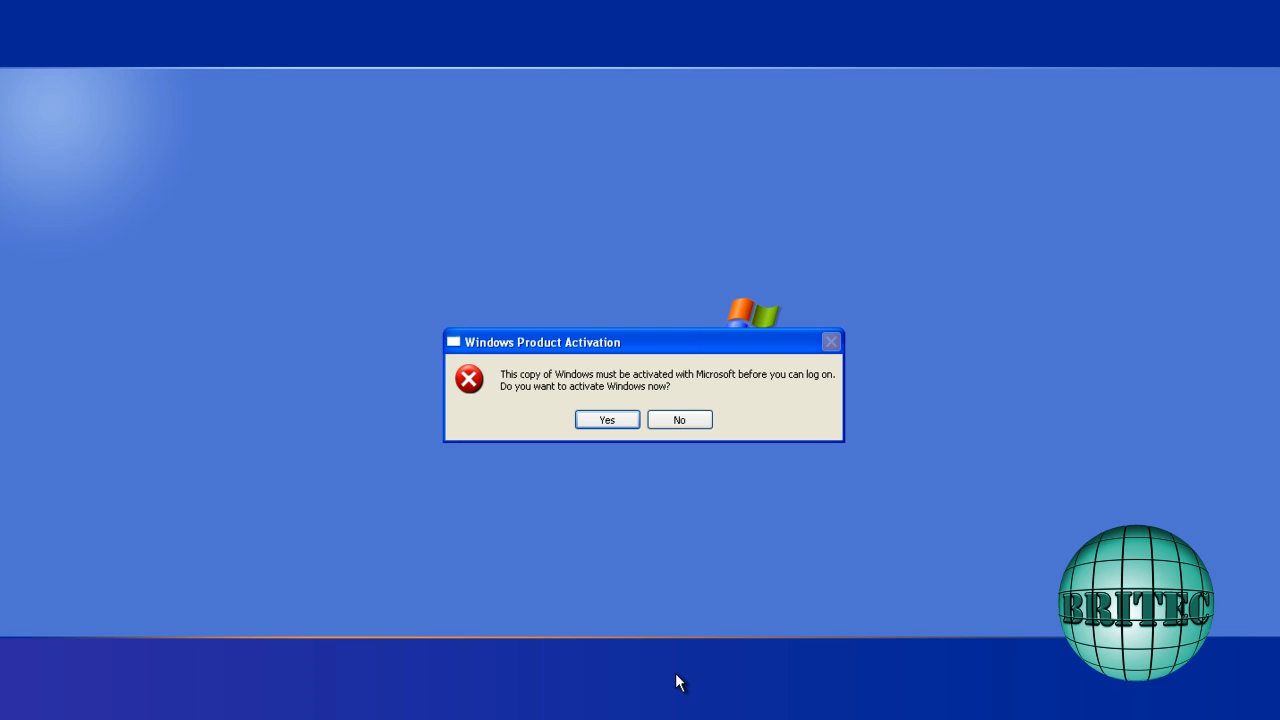 Windows Product Activation
This copy of Windows must be activated with Microsoft before you can log on.
Do you want to activate Windows now?
Yes
No
BRITEC